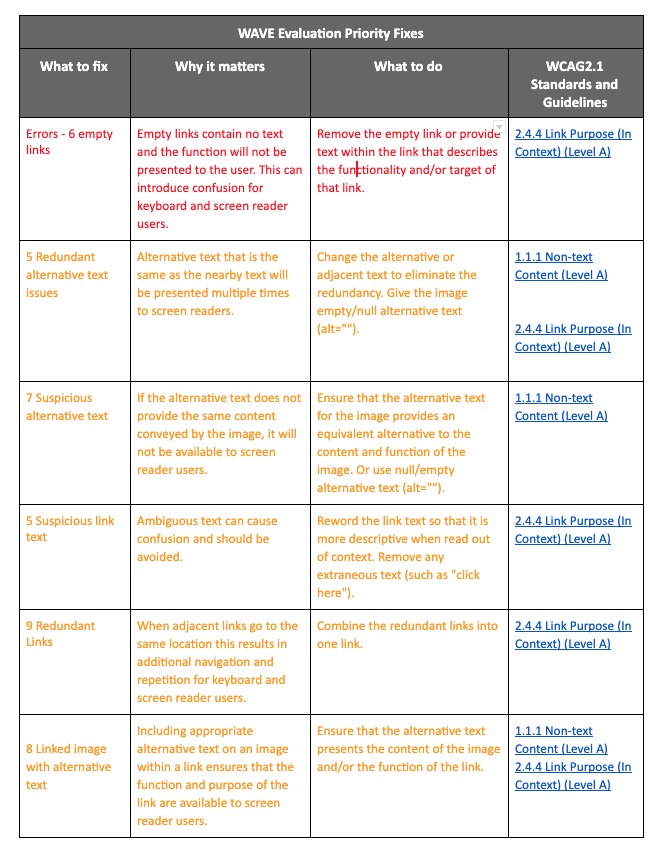 WAVE Evaluation Priority Fixes
What to fix
Why it matters
What to do
WCAG2.1
Standards and
Guidelines
Errors - 6 empty
links
Empty links contain no text
and the function will not be
presented to the user. This can
introduce confusion for
keyboard and screen reader
users.
Remove the empty link or provide
text within the link that describes
the functionality and/or target of
that link.
2.4.4 Link Purpose (In
Context) (Level A)
5 Redundant
alternative text
issues
Alternative text that is the
same as the nearby text will
be presented multiple times
to screen readers.
Change the alternative or
adjacent text to eliminate the
redundancy. Give the image
empty/null alternative text
(alt="").
1.1.1 Non-text
Content (Level A)
2.4.4 Link Purpose (In
Context) (Level A)
7 Suspicious
alternative text
If the alternative text does not
provide the same content
conveyed by the image, it will
not be available to screen
reader users.
Ensure that the alternative text
for the image provides an
equivalent alternative to the
content and function of the
image. Or use null/empty
alternative text (alt="").
1.1.1 Non-text
Content (Level A)
5 Suspicious link
text
Ambiguous text can cause
confusion and should be
avoided.
Reword the link text so that it is
more descriptive when read out
of context. Remove any
extraneous text (such as "click
here").
2.4.4 Link Purpose (In
Context) (Level A)
9 Redundant
Links
When adjacent links go to the
same location this results in
additional navigation and
repetition for keyboard and
screen reader users.
Combine the redundant links into
one link.
2.4.4 Link Purpose (In
Context) (Level A)
8 Linked image
with alternative
text
Including appropriate
alternative text on an image
within a link ensures that the
function and purpose of the
link are available to screen
reader users.
Ensure that the alternative text
presents the content of the image
and/or the function of the link.
1.1.1 Non-text
Content (Level A)
2.4.4 Link Purpose (In
Context) (Level A)